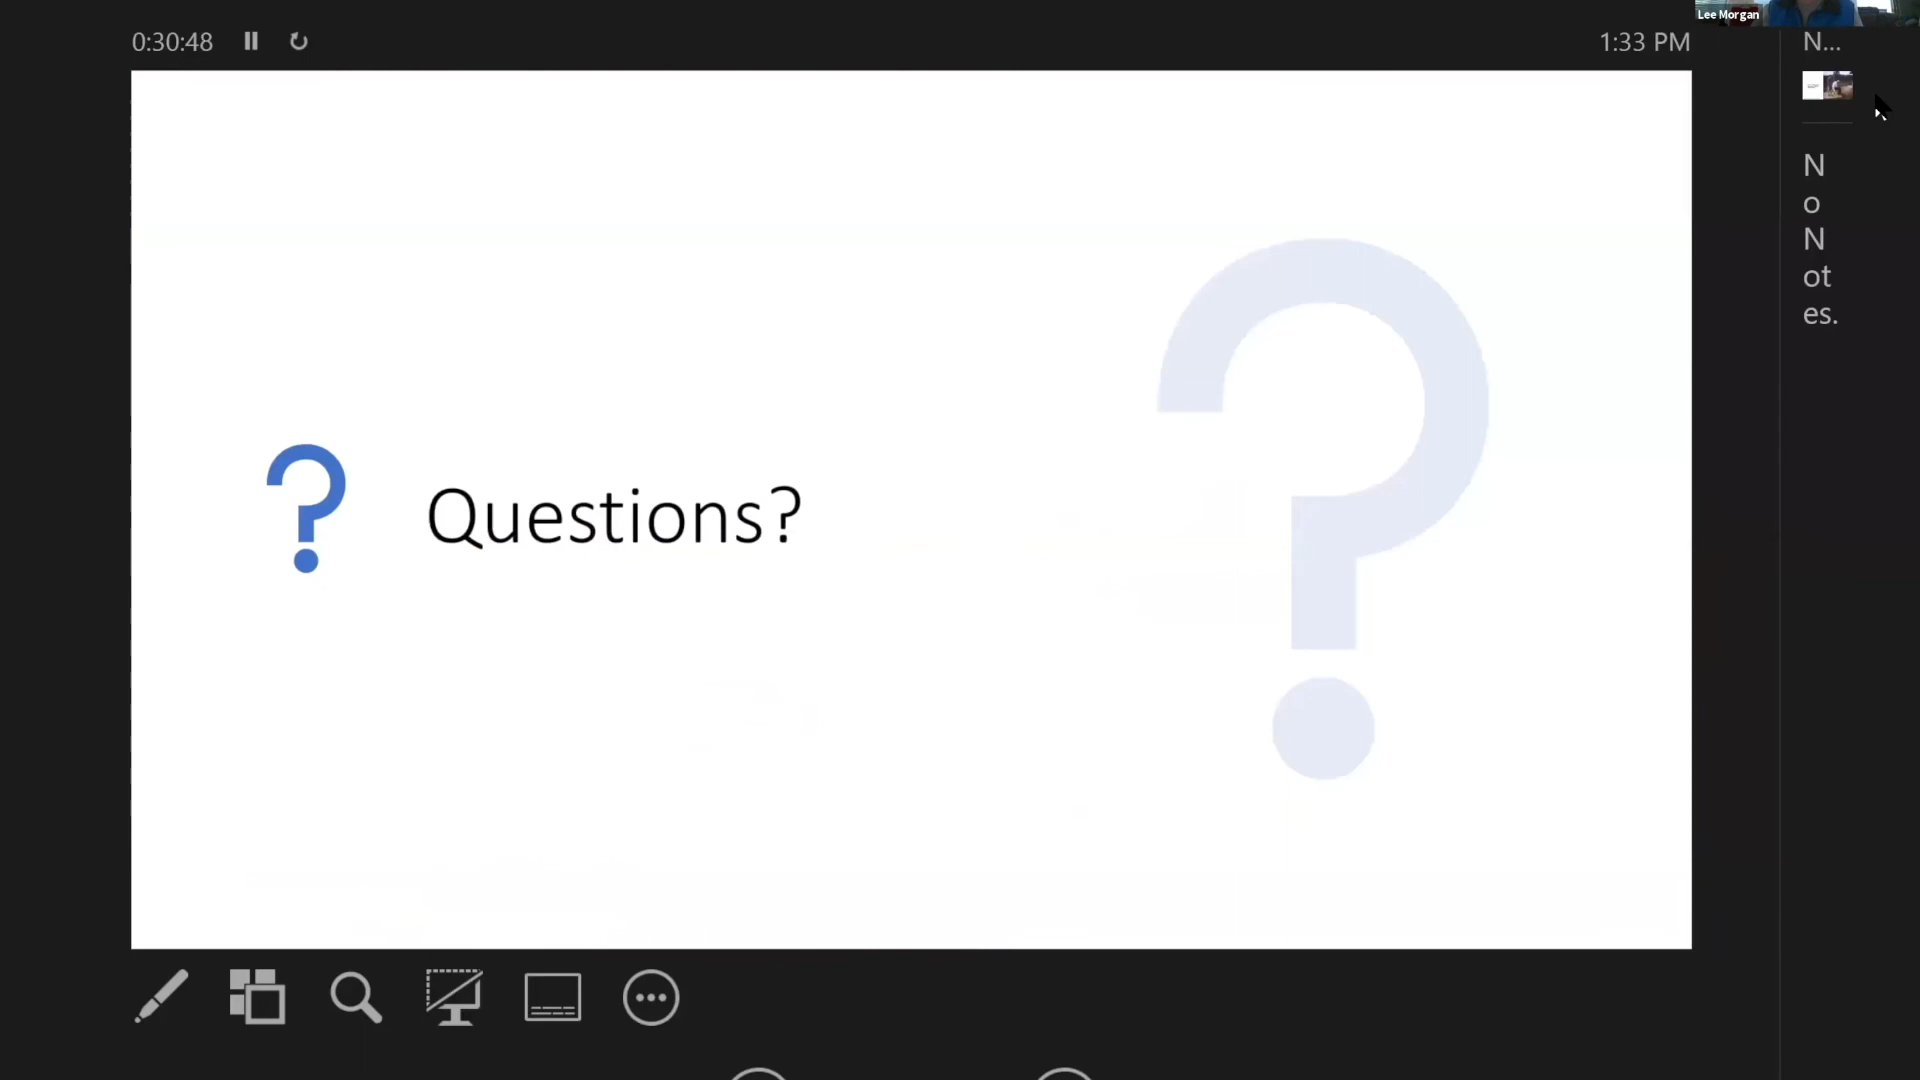 Lee Morgan
0:30:48
1:33 PM
N...
Questions?
N
o
N
ot
es.